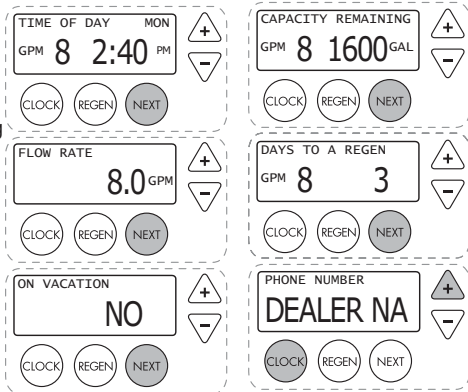 TIME OF DAY MON
GPM 8 2:40 PM
+
−
CLOCK REGEN NEXT
CAPACITY REMAINING
GPM 8 1600 GAL
+
−
CLOCK REGEN NEXT
FLOW RATE
8.0 GPM
+
−
CLOCK REGEN NEXT
DAYS TO A REGEN
GPM 8 3
+
−
CLOCK REGEN NEXT
ON VACATION
NO
+
−
CLOCK REGEN NEXT
PHONE NUMBER
DEALER NA
+
−
CLOCK REGEN NEXT